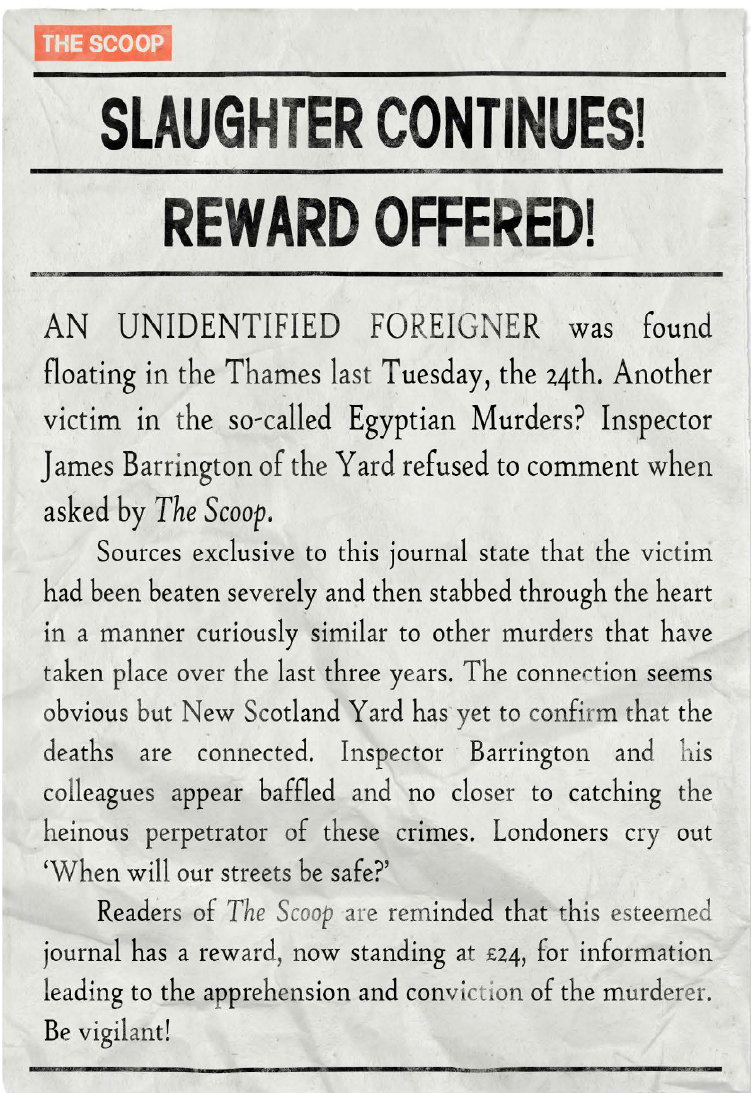 THE SCOOP
SLAUGHTER CONTINUES!
REWARD OFFERED!
AN UNIDENTIFIED FOREIGNER was found
floating in the Thames last Tuesday, the 24th. Another
victim in the so-called Egyptian Murders? Inspector
James Barrington of the Yard refused to comment when
asked by The Scoop.
Sources exclusive to this journal state that the victim
had been beaten severely and then stabbed through the heart
in a manner curiously similar to other murders that have
taken place over the last three years. The connection seems
obvious but New Scotland Yard has yet to confirm that the
deaths are connected. Inspector Barrington and his
colleagues appear baffled and no closer to catching the
heinous perpetrator of these crimes. Londoners cry out
‘When will our streets be safe?’
Readers of The Scoop are reminded that this esteemed
journal has a reward, now standing at £24, for information
leading to the apprehension and conviction of the murderer.
Be vigilant!